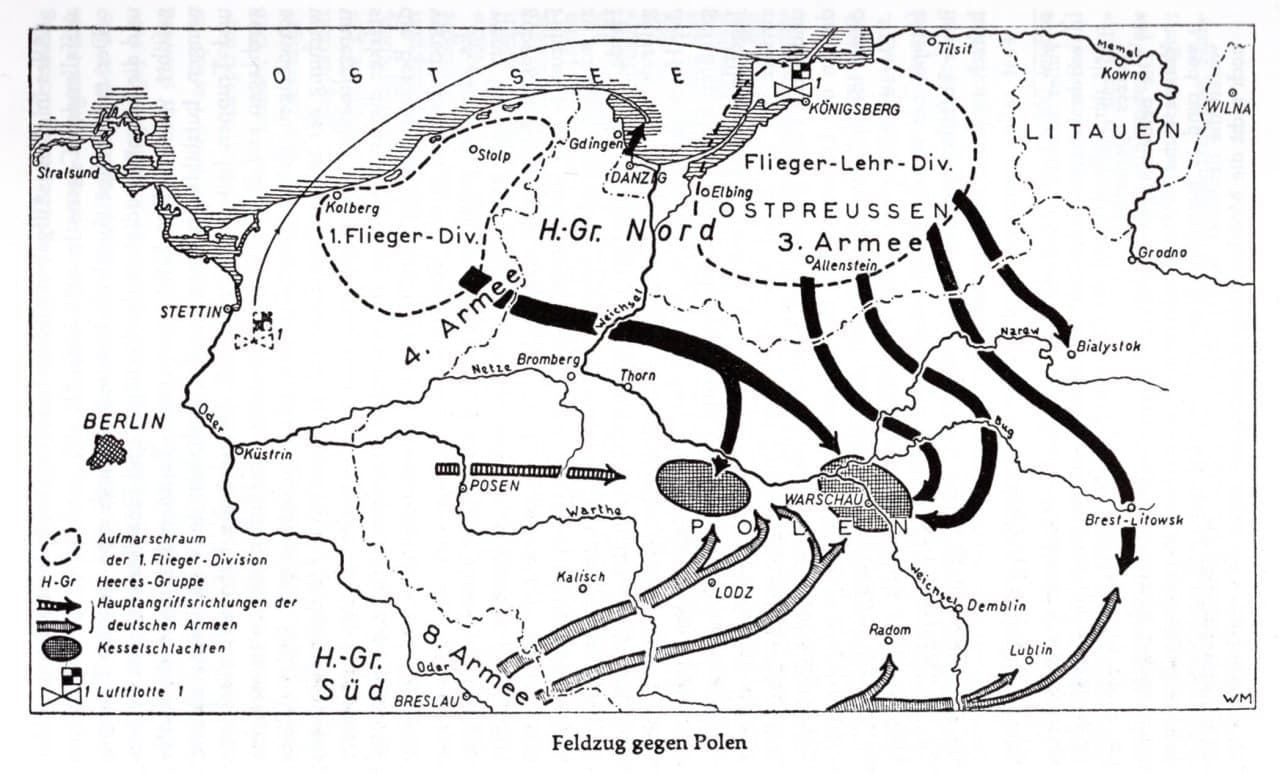 OSTSEE
Tilsit
Memel
Kowno
WILNA
1
KÖNIGSBERG
LITAUEN
Stralsund
Stolp
Gdingen
DANZIG
Flieger-Lehr-Div.
Elbing
OSTPREUSSEN
Kolberg
1. Flieger-Div.
H.-Gr. Nord
3. Armee
Allenstein
Grodno
STETTIN
1
4. Armee
Weichsel
Narew
Bialystok
Netze
Bromberg
Thorn
BERLIN
Oder
Küstrin
Bug
POSEN
WARSCHAU
Warthe
POLEN
Brest-Litowsk
Kalisch
LODZ
Weichsel
Demblin
Radom
Lublin
8. Armee
H.-Gr.
Süd
Oder
BRESLAU
Aufmarschraum
der 1. Flieger-Division
H-Gr Heeres-Gruppe
Hauptangriffsrichtungen der
deutschen Armeen
Kesselschlachten
1 Luftflotte 1
WM
Feldzug gegen Polen